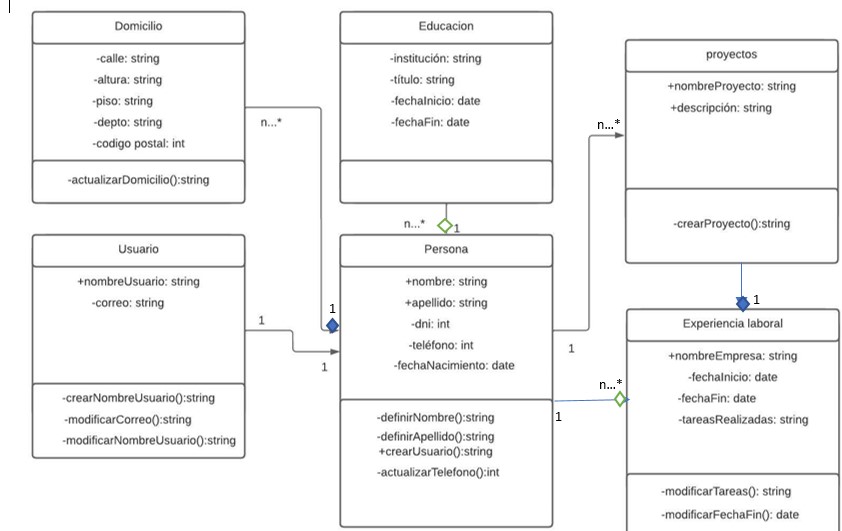 Domicilio
-calle: string
-altura: string
-piso: string
-depto: string
-codigo postal: int
-actualizarDomicilio():string
n...*
Educacion
-institución: string
-título: string
-fechaInicio: date
-fechaFin: date
n...*
1
proyectos
+nombreProyecto: string
+descripción: string
-crearProyecto():string
n...*
1
Usuario
+nombreUsuario: string
-correo: string
-crearNombreUsuario():string
-modificarCorreo():string
-modificarNombreUsuario():string
1
1
1
Persona
+nombre: string
+apellido: string
-dni: int
-teléfono: int
-fechaNacimiento: date
-definirNombre():string
-definirApellido():string
+crearUsuario():string
-actualizarTelefono():int
1
1
n...*
Experiencia laboral
+nombreEmpresa: string
-fechaInicio: date
-fechaFin: date
-tareasRealizadas: string
-modificarTareas(): string
-modificarFechaFin(): date